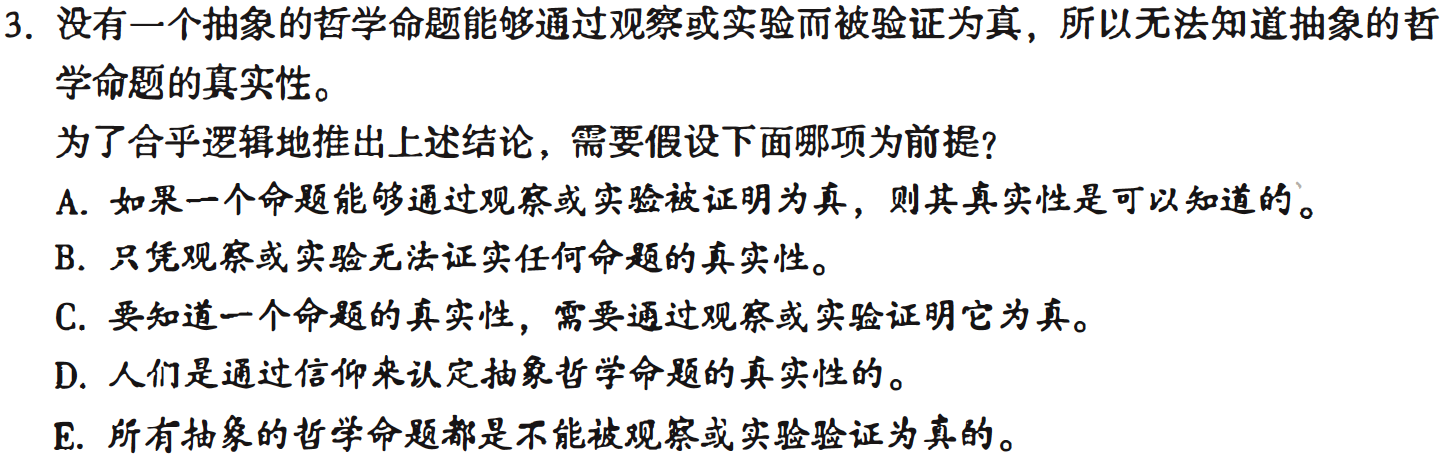 3. 没有一个抽象的哲学命题能够通过观察或实验而被验证为真，所以无法知道抽象的哲
学命题的真实性。
为了合乎逻辑地推出上述结论，需要假设下面哪项为前提?
A. 如果一个命题能够通过观察或实验被证明为真，则其真实性是可以知道的。
B. 只凭观察或实验无法证实任何命题的真实性。
C. 要知道一个命题的真实性，需要通过观察或实验证明它为真。
D. 人们是通过信仰来认定抽象哲学命题的真实性的。
E. 所有抽象的哲学命题都是不能被观察或实验验证为真的。